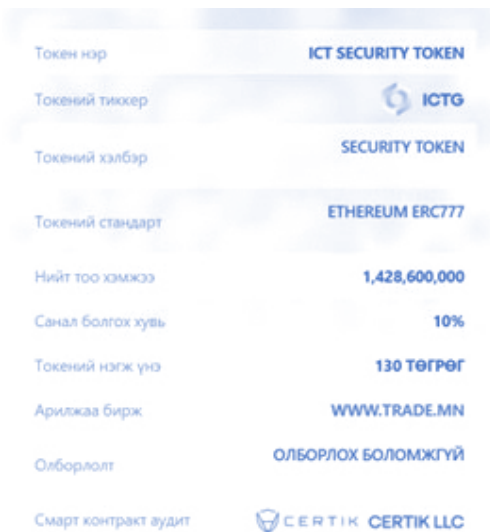 Токен нэр ICT SECURITY TOKEN
Токений тиккер ICTG
Токений хэлбэр SECURITY TOKEN
Токений стандарт ETHEREUM ERC777
Нийт тоо хэмжээ 1,428,600,000
Санал болгох хувь 10%
Токений нэгж үнэ 130 ТӨГРӨГ
Арилжаа бирж WWW.TRADE.MN
Олборлолт ОЛБОРЛОХ БОЛОМЖГҮЙ
Смарт контракт аудит CERTIK CERTIK LLC